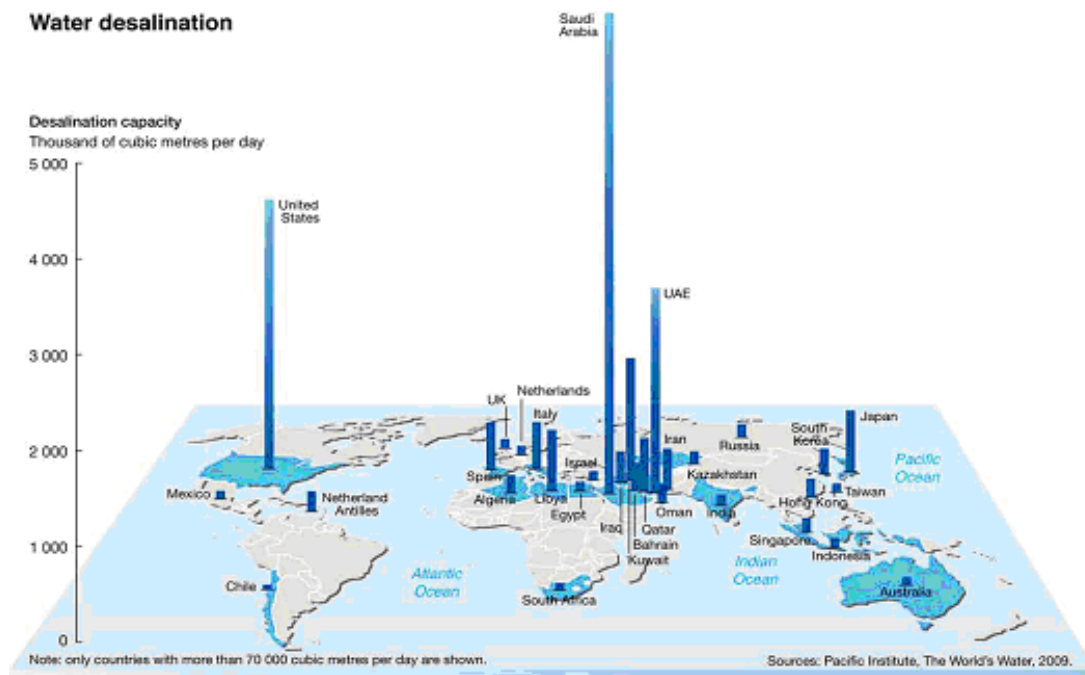 Water desalination
Saudi
Arabia
Desalination capacity
Thousand of cubic metres per day
5 000
4 000
3 000
2 000
1 000
0
United
States
UAE
Netherlands
UK
Italy
Iran
South
Korea
Japan
Russia
Israel
Spain
Kazakhstan
Pacific
Ocean
Mexico
Netherland
Antilles
Algeria
Libya
Egypt
Oman
India
Hong Kong
Taiwan
Iraq
Qatar
Bahrain
Kuwait
Singapore
Indonesia
Indian
Ocean
Atlantic
Ocean
Chile
South Africa
Australia
Note: only countries with more than 70 000 cubic metres per day are shown.
Sources: Pacific Institute, The World's Water, 2009.